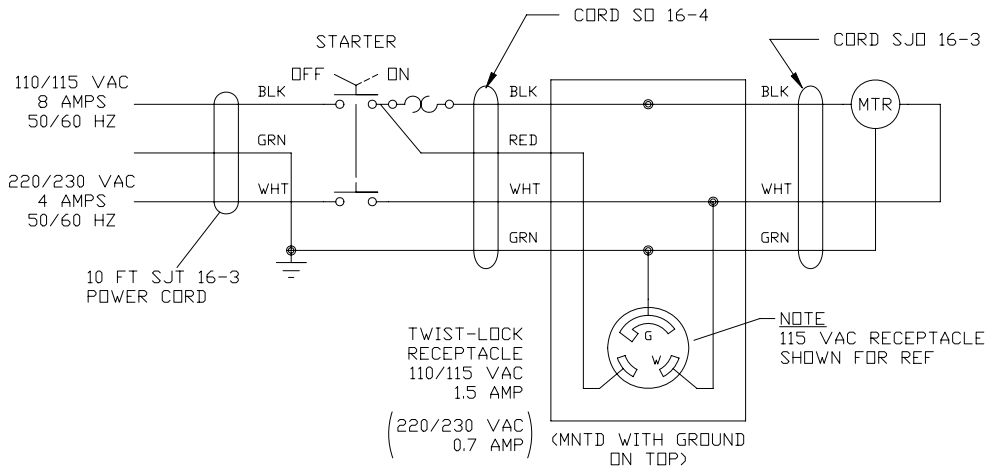 CORD SO 16-4
STARTER
CORD SJO 16-3
OFF
ON
110/115 VAC
8 AMPS
50/60 HZ
BLK
BLK
BLK
MTR
GRN
RED
220/230 VAC
4 AMPS
50/60 HZ
WHT
WHT
WHT
GRN
GRN
10 FT SJT 16-3
POWER CORD
TWIST-LOCK
RECEPTACLE
110/115 VAC
1.5 AMP
(220/230 VAC
0.7 AMP)
G
W
NOTE
115 VAC RECEPTACLE
SHOWN FOR REF
(MNTD WITH GROUND
ON TOP)